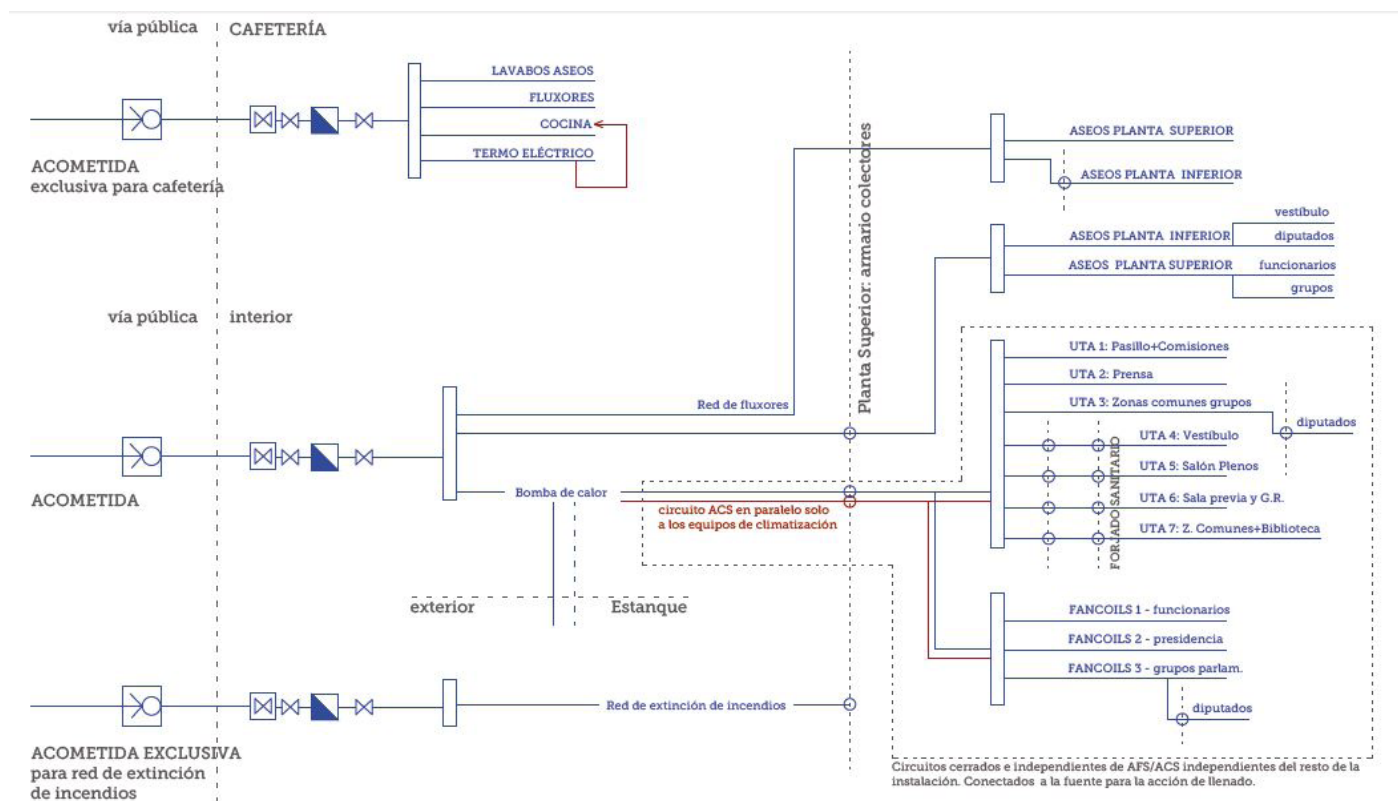 vía pública
CAFETERÍA
LAVABOS ASEOS
FLUXORES
COCINA
TERMO ELÉCTRICO
ACOMETIDA
exclusiva para cafetería
Planta Superior: armario colectores
ASEOS PLANTA SUPERIOR
ASEOS PLANTA INFERIOR
vestíbulo
ASEOS PLANTA INFERIOR
diputados
ASEOS PLANTA SUPERIOR
funcionarios
grupos
vía pública
interior
UTA 1: Pasillo+Comisiones
UTA 2: Prensa
Red de fluxores
UTA 3: Zonas comunes grupos
diputados
UTA 4: Vestíbulo
UTA 5: Salón Plenos
UTA 6: Sala previa y G.R.
UTA 7: Z. Comunes+Biblioteca
FORJADO SANITARIO
ACOMETIDA
Bomba de calor
circuito ACS en paralelo solo
a los equipos de climatización
exterior
Estanque
FANCOILS 1 - funcionarios
FANCOILS 2 - presidencia
FANCOILS 3 - grupos parlam.
diputados
Red de extinción de incendios
ACOMETIDA EXCLUSIVA
para red de extinción
de incendios
Circuitos cerrados e independientes de AFS/ACS independientes del resto de la
instalación. Conectados a la fuente para la acción de llenado.